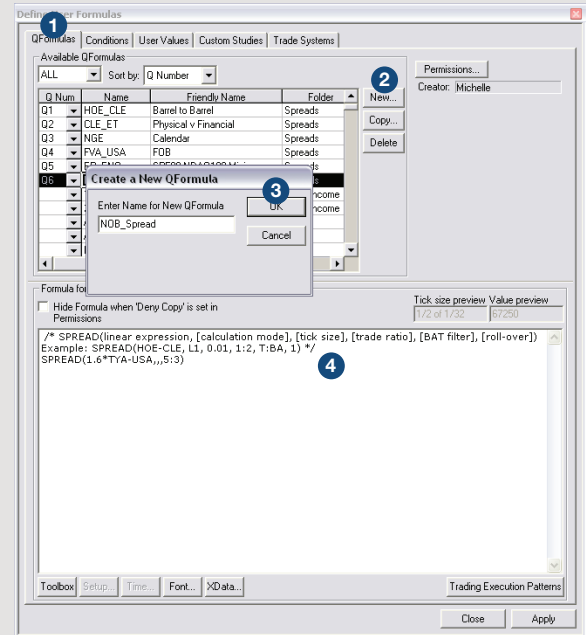 Define User Formulas
1
QFormulas Conditions User Values Custom Studies Trade Systems
Available QFormulas
ALL Sort by: Q Number
2
Permissions...
Creator: Michelle
Q Num Name Friendly Name Folder
New...
Q1 HOE_CLE Barrel to Barrel Spreads
Q2 CLE_ET Physical v Financial Spreads
Copy...
Q3 NGE Calendar Spreads
Delete
Q4 FVA_USA FOB Spreads
Q5
Q6
Create a New QFormula
3
Enter Name for New QFormula
OK
NOB_Spread
Cancel
Hide Formula when 'Deny Copy' is set in
Permissions
Tick size preview Value preview
1/2 of 1/32 67250
/* SPREAD(linear expression, [calculation mode], [tick size], [trade ratio], [BAT filter], [roll-over])
Example: SPREAD(HOE-CLE, L1, 0.01, 1:2, T:BA, 1) */
SPREAD(1.6*TYA-USA,,,5:3)
4
Toolbox Setup... Time... Font... XData...
Trading Execution Patterns
Close Apply